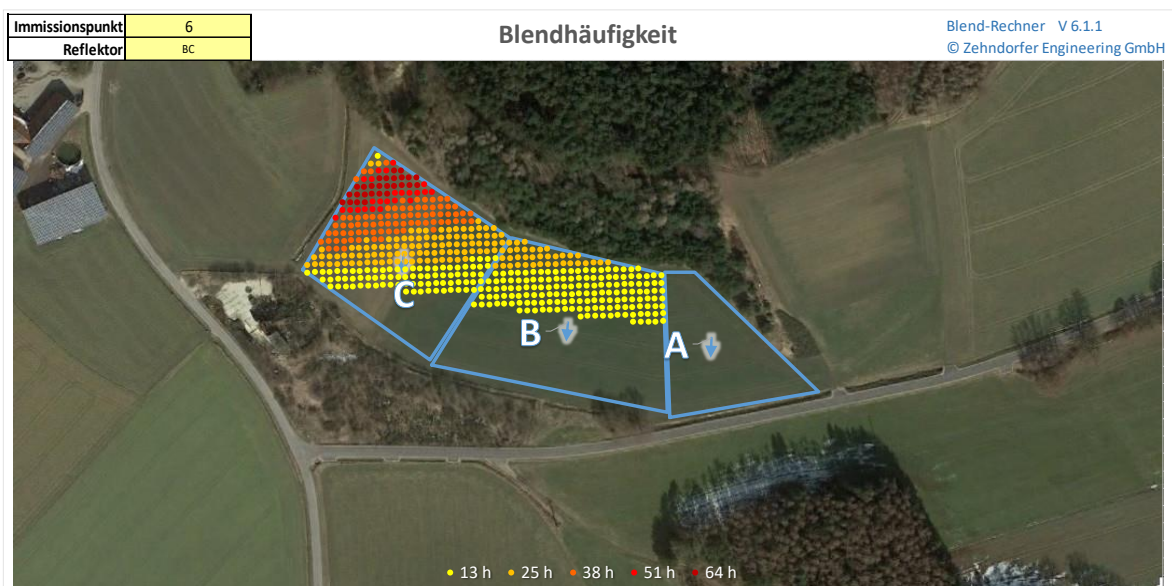 Immissionspunkt 6
Reflektor BC
Blendhäufigkeit
Blend-Rechner V 6.1.1
© Zehndorfer Engineering GmbH
C
B
A
13 h 25 h 38 h 51 h 64 h